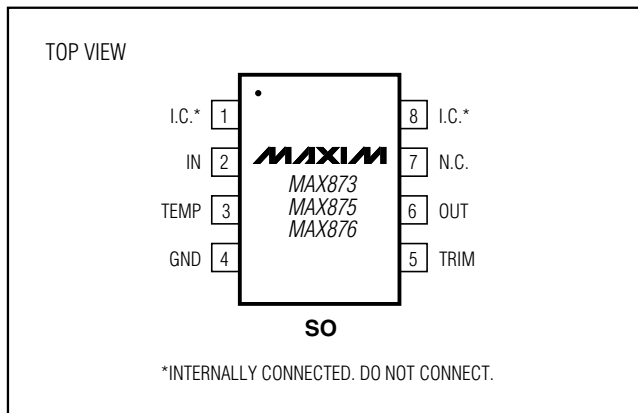 TOP VIEW
I.C.* 1
8 I.C.*
IN 2
MAXIM
7 N.C.
MAX873
TEMP 3
MAX875
6 OUT
MAX876
GND 4
5 TRIM
SO
*INTERNALLY CONNECTED. DO NOT CONNECT.